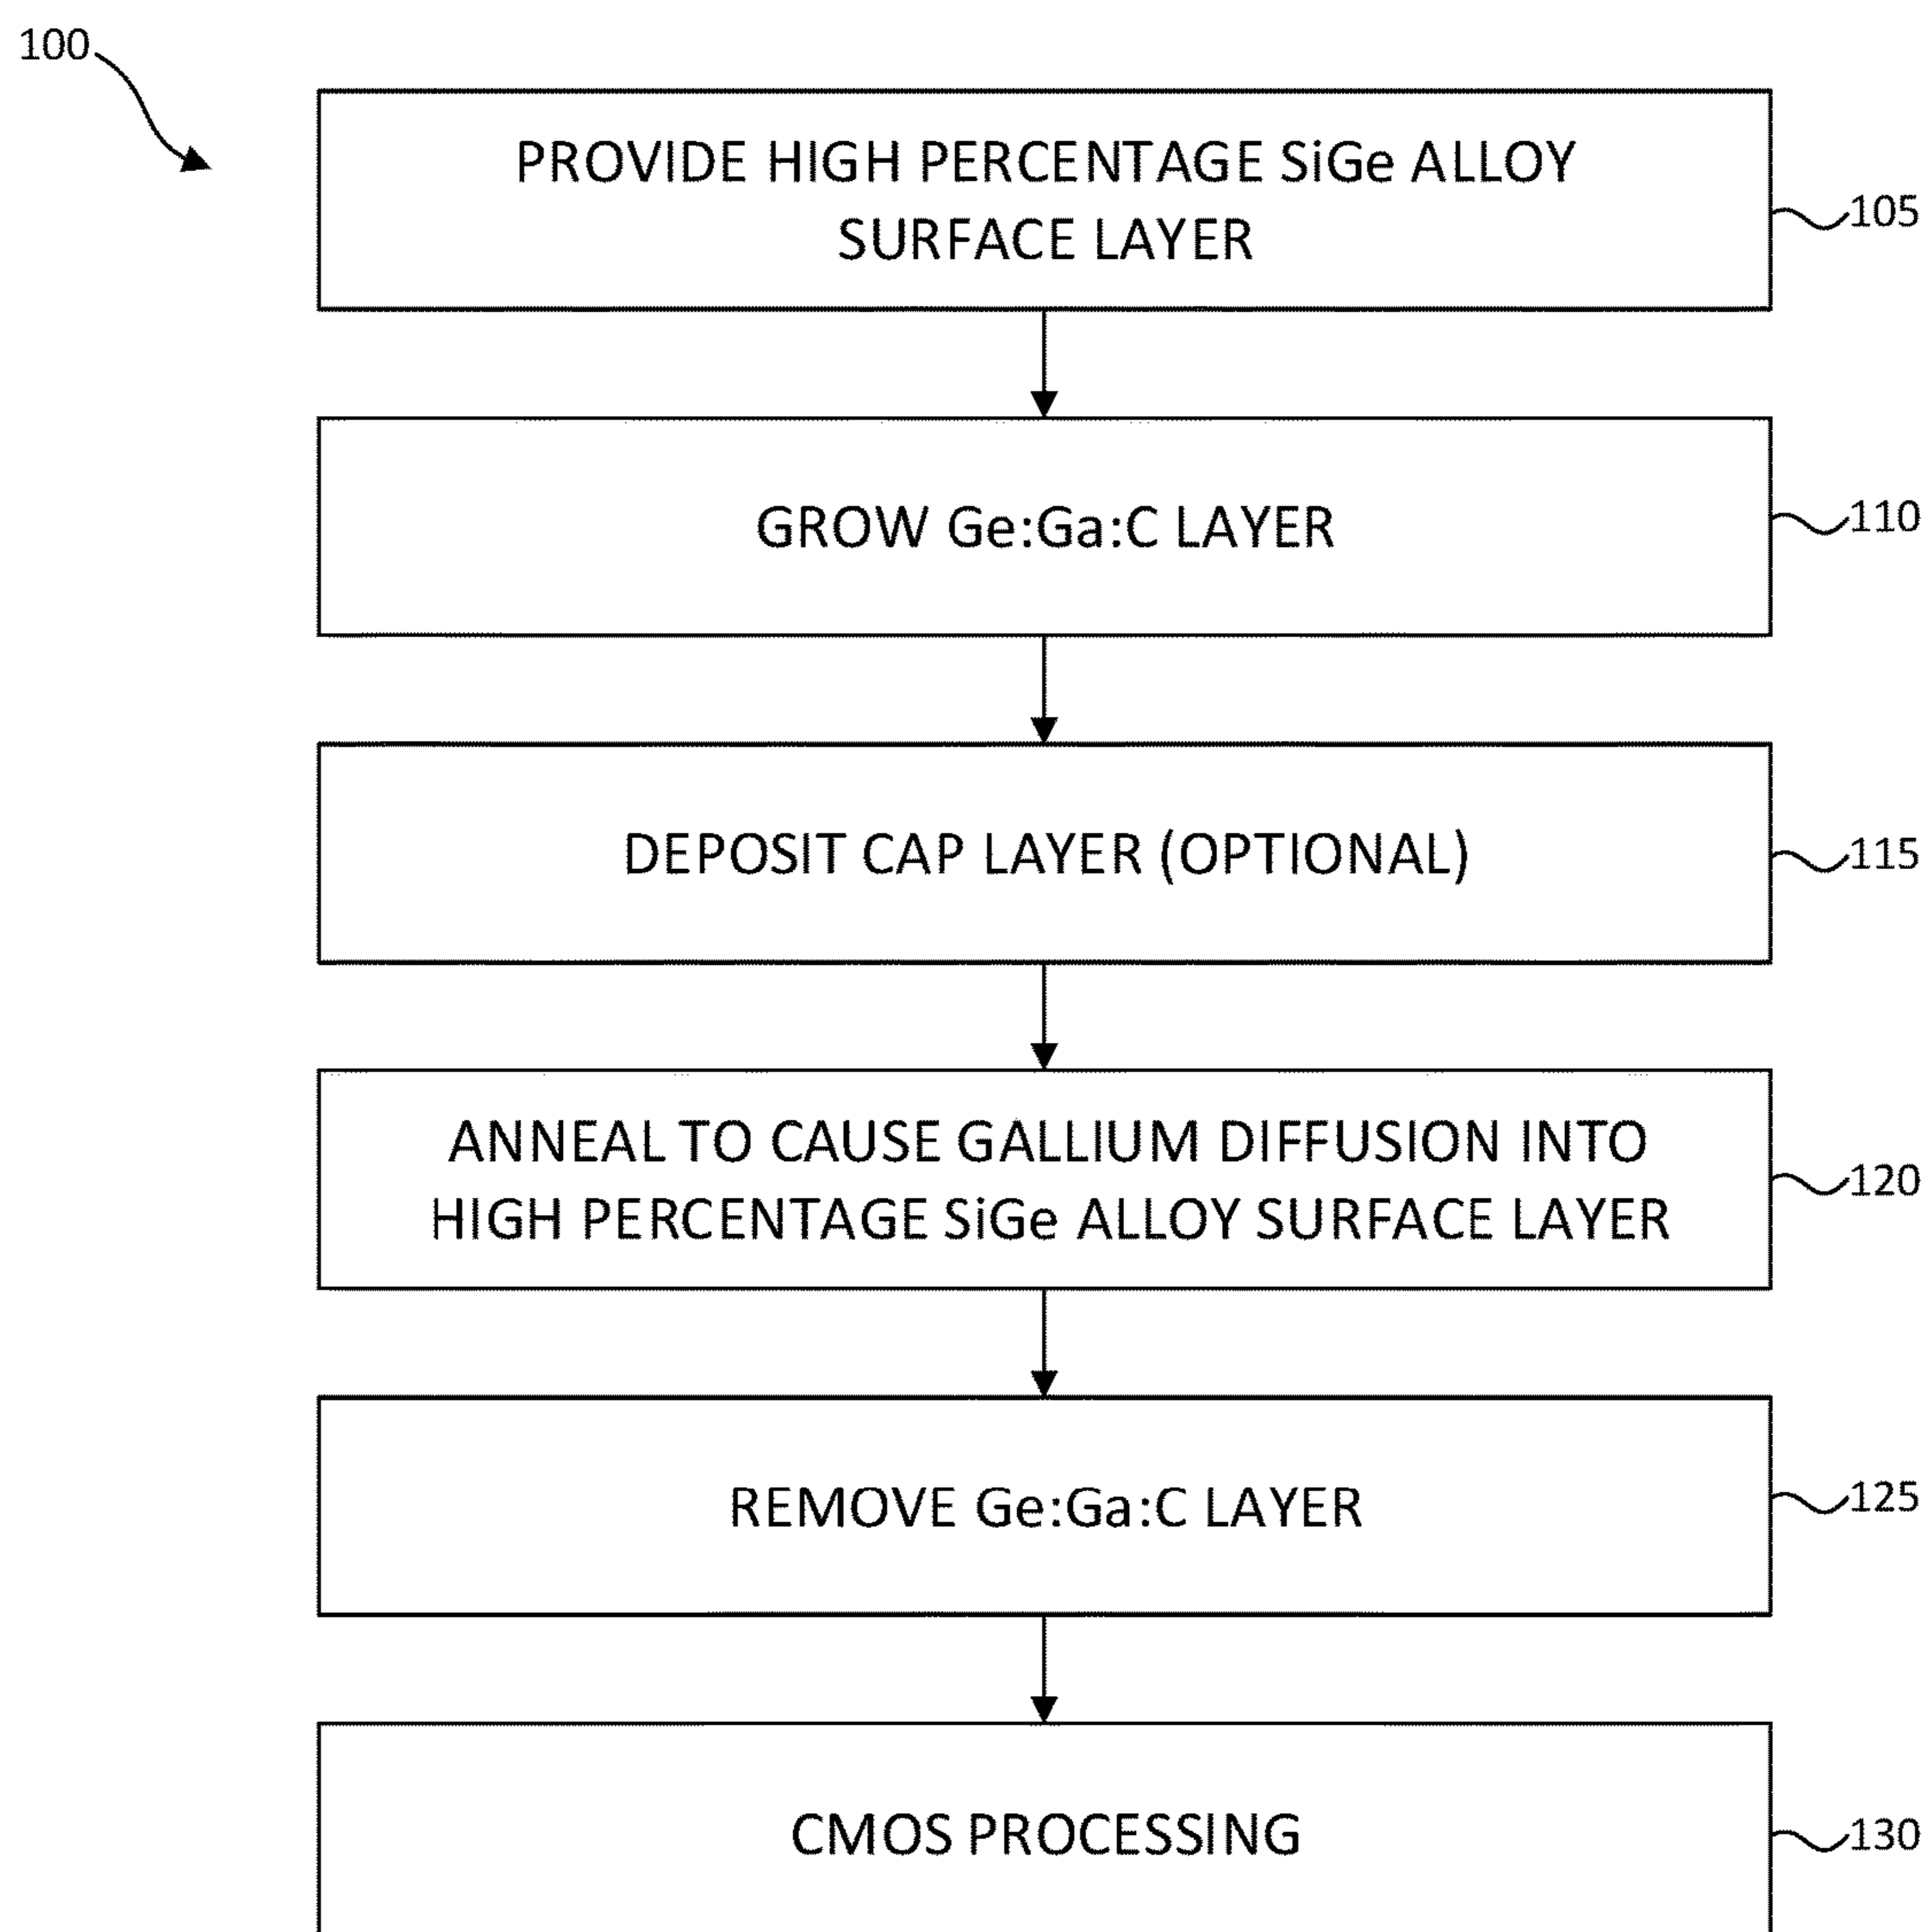 100
PROVIDE HIGH PERCENTAGE SiGe ALLOY
SURFACE LAYER
105
GROW Ge:Ga:C LAYER
110
DEPOSIT CAP LAYER (OPTIONAL)
115
ANNEAL TO CAUSE GALLIUM DIFFUSION INTO
HIGH PERCENTAGE SiGe ALLOY SURFACE LAYER
120
REMOVE Ge:Ga:C LAYER
125
CMOS PROCESSING
130